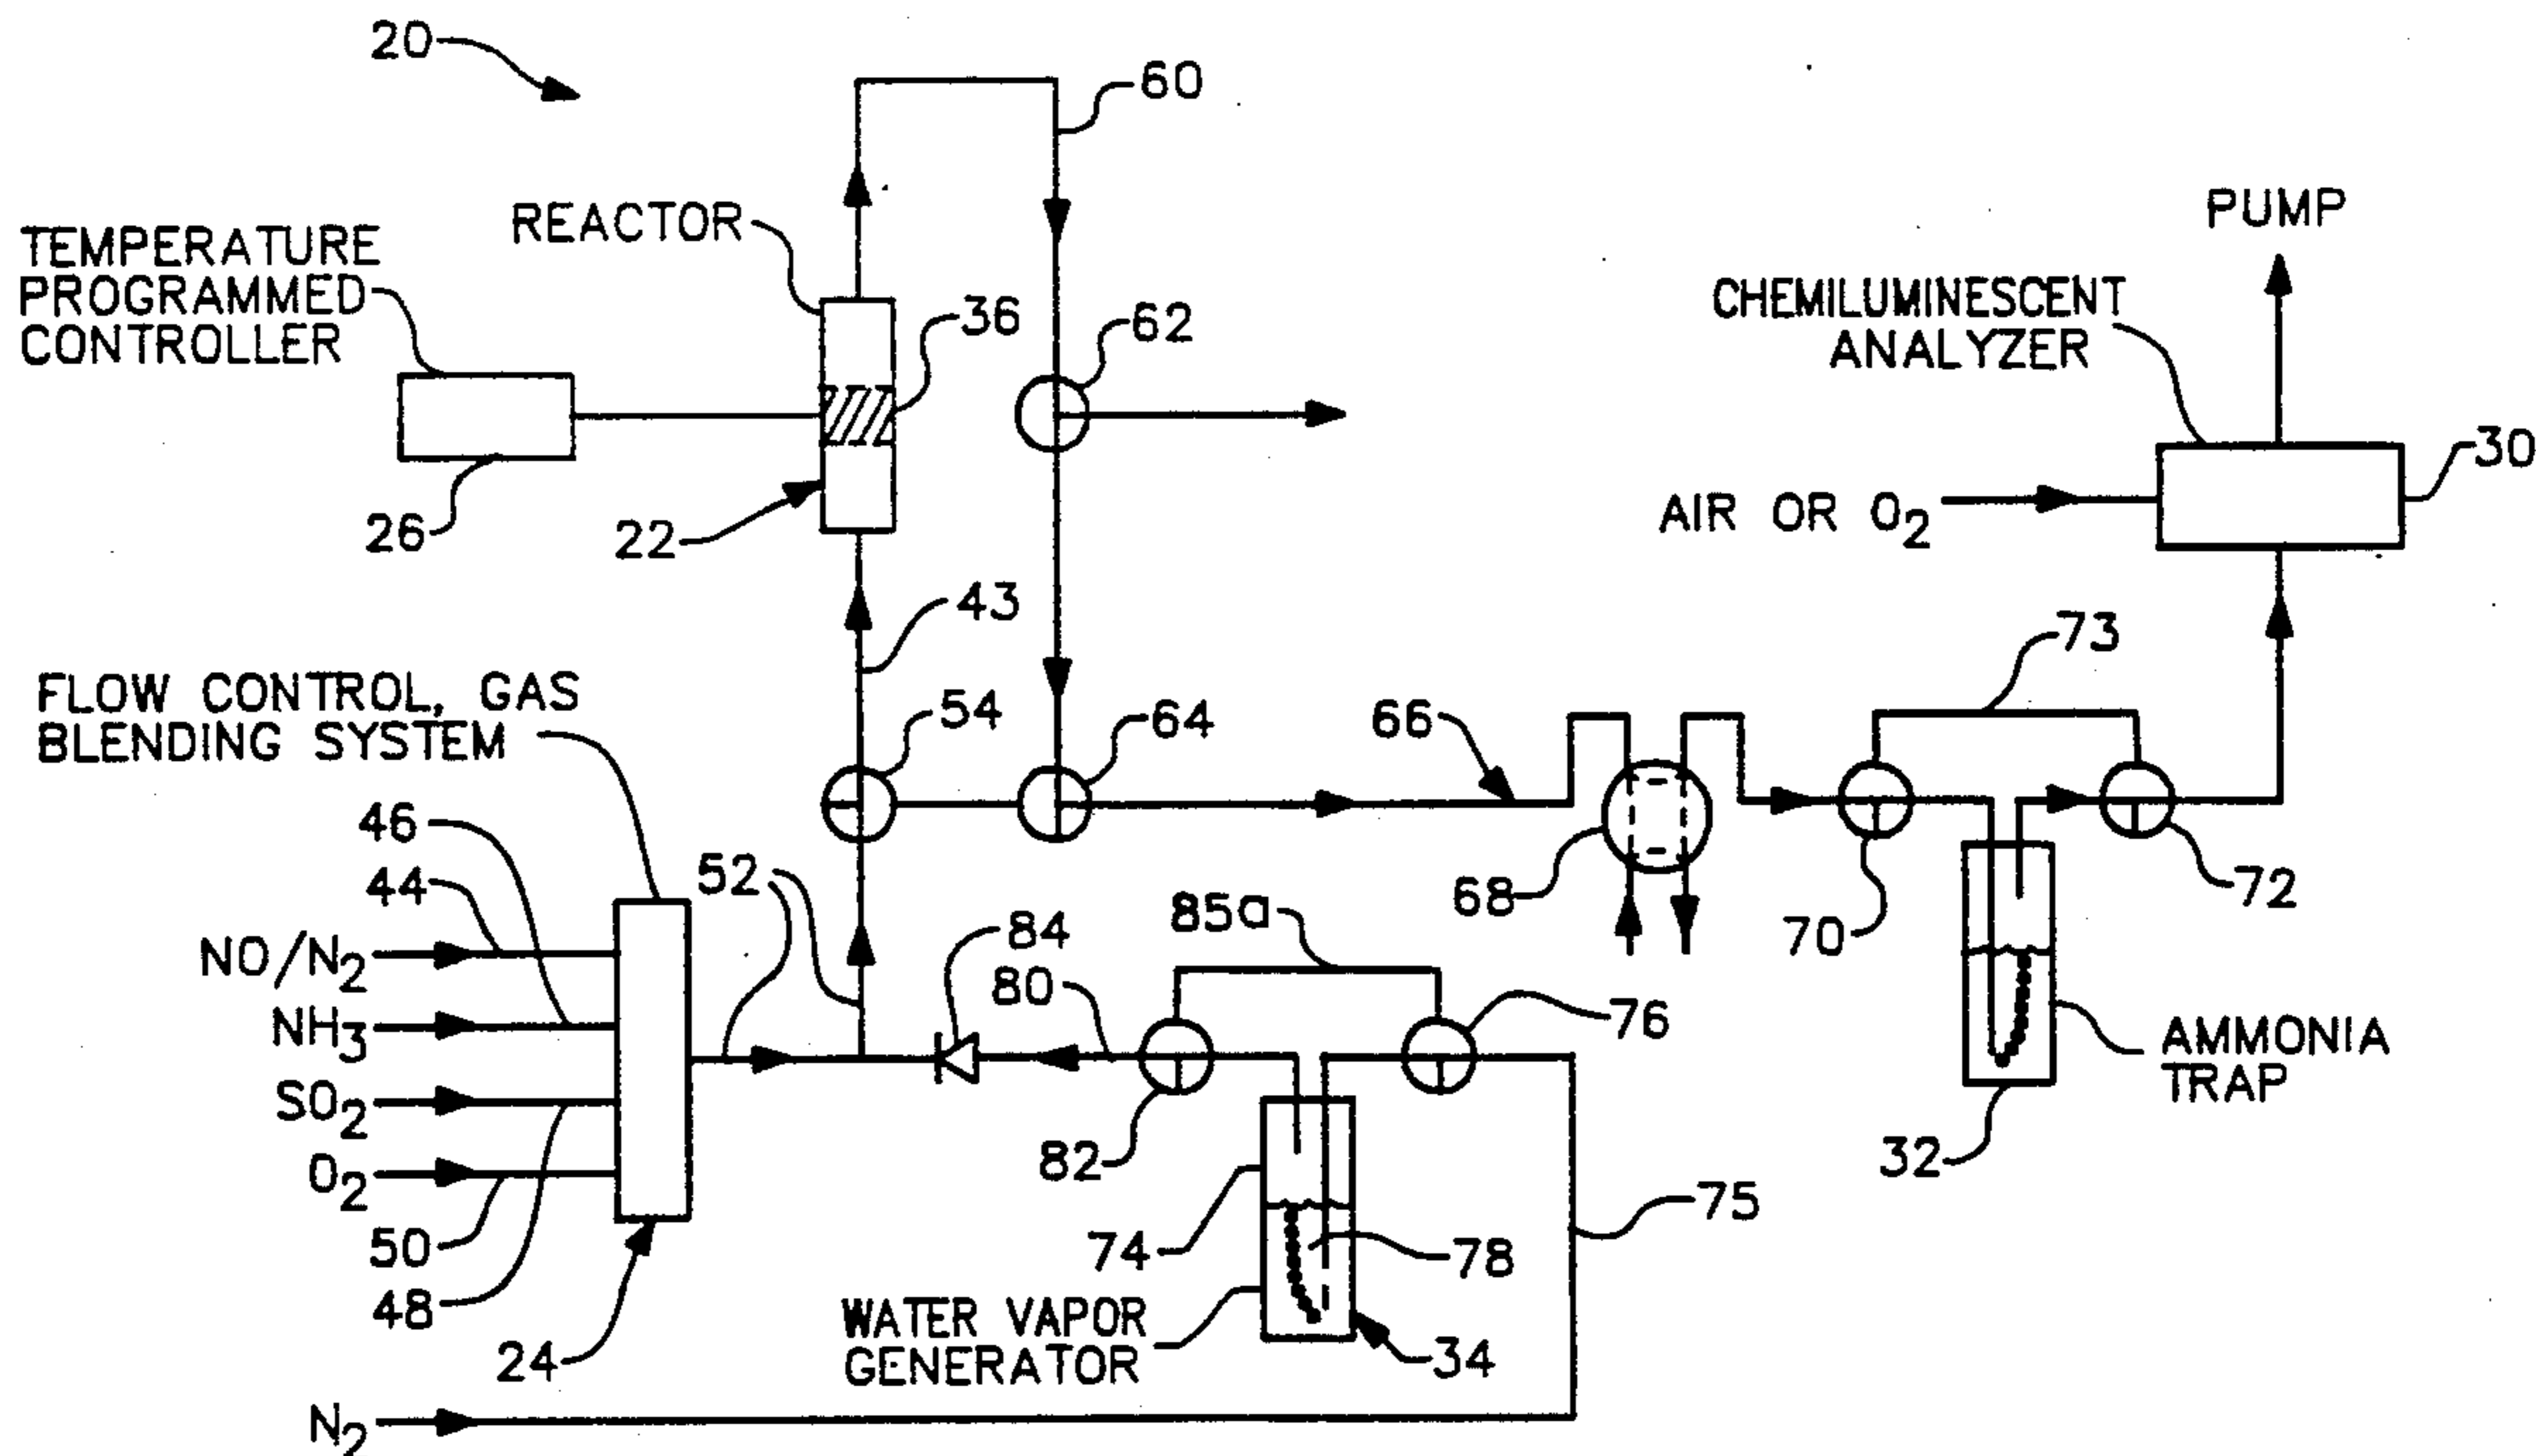 20
60
REACTOR
PUMP
TEMPERATURE
PROGRAMMED
CONTROLLER
36
62
CHEMILUMINESCENT
ANALYZER
30
26
22
AIR OR O2
43
73
FLOW CONTROL, GAS
BLENDING SYSTEM
54
64
66
46
44
52
68
85a
70
72
84
80
76
NO/N2
NH3
SO2
O2
AMMONIA
TRAP
82
32
50
74
78
75
48
WATER VAPOR
GENERATOR
34
24
N2